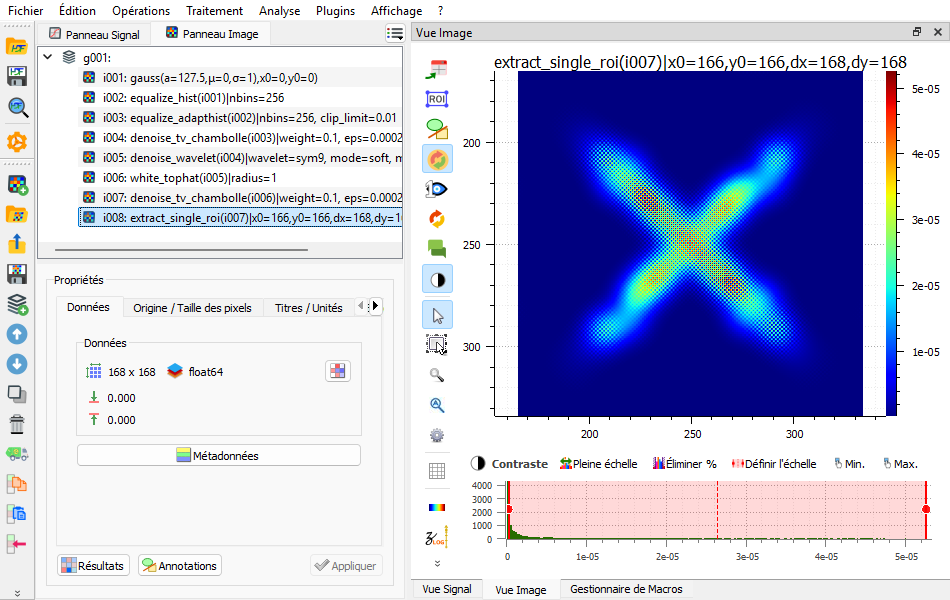 Fichier Édition Opérations Traitement Analyse Plugins Affichage ?
Panneau Signal Panneau Image
g001:
i001: gauss(a=127.5,μ=0,σ=1),x0=0,y0=0)
i002: equalize_hist(i001)|nbins=256
i003: equalize_adapthist(i002)|nbins=256, clip_limit=0.01
i004: denoise_tv_chambolle(i003)|weight=0.1, eps=0.0002
i005: denoise_wavelet(i004)|wavelet=sym9, mode=soft, m
i006: white_tophat(i005)|radius=1
i007: denoise_tv_chambolle(i006)|weight=0.1, eps=0.0002
i008: extract_single_roi(i007)|x0=166,y0=166,dx=168,dy=16
Propriétés
Données Origine / Taille des pixels Titres / Unités
Données
168 x 168 float64
0.000
0.000
Métadonnées
Résultats Annotations Appliquer
Vue Image
ROI
LOG
extract_single_roi(i007)|x0=166,y0=166,dx=168,dy=168
200
250
300
200 250 300
5e-05
4e-05
3e-05
2e-05
1e-05
Contraste Pleine échelle Éliminer % Définir l'échelle Min. Max.
4000
3000
2000
1000
0
0 1e-05 2e-05 3e-05 4e-05 5e-05
Vue Signal Vue Image Gestionnaire de Macros